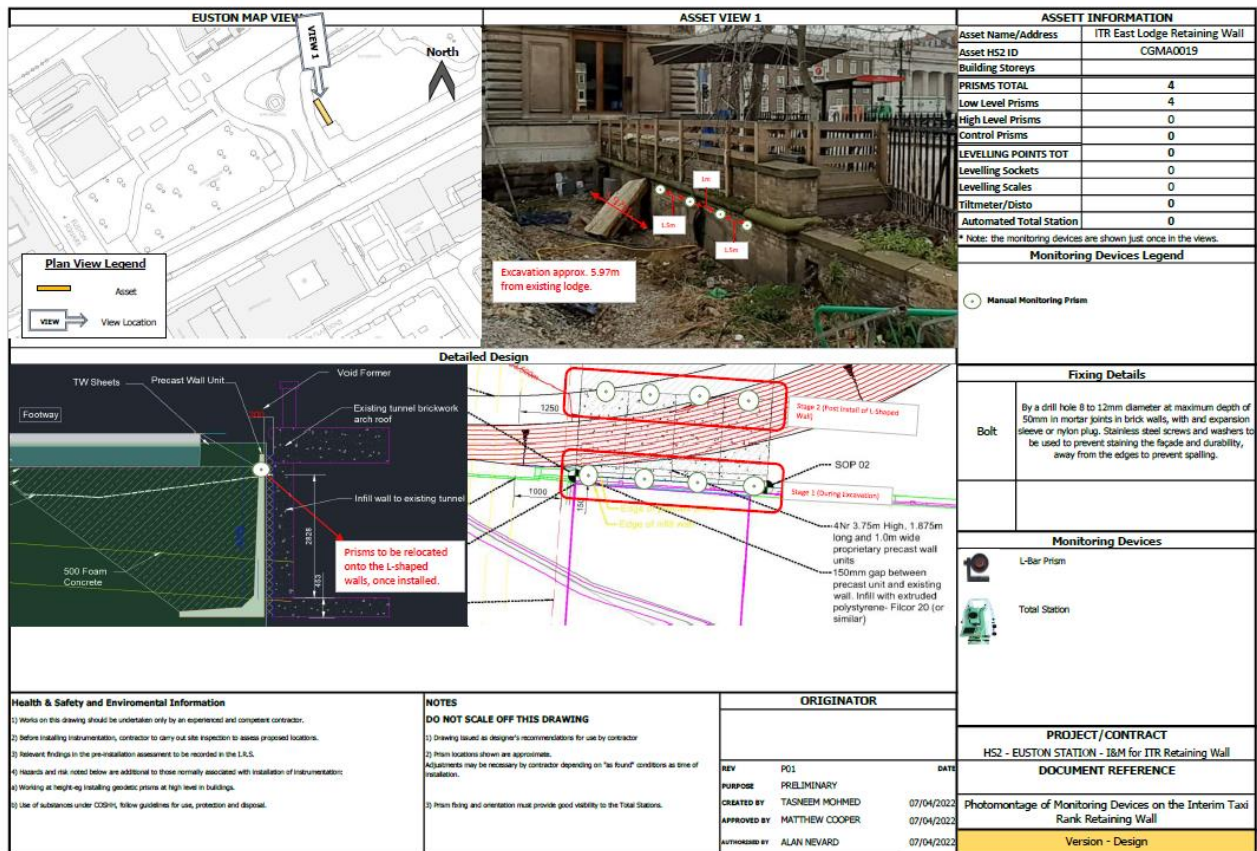 EUSTON MAP VIEW
VIEW 1
North
Plan View Legend
Asset
VIEW
View Location
ASSET VIEW 1
1m
1.5m
1.5m
Excavation approx. 5.97m
from existing lodge.
ASSETT INFORMATION
Asset Name/Address ITR East Lodge Retaining Wall
Asset HS2 ID CGMA0019
Building Storeys
PRISMS TOTAL 4
Low Level Prisms 4
High Level Prisms 0
Control Prisms 0
LEVELLING POINTS TOT 0
Levelling Sockets 0
Levelling Scales 0
Tiltmeter/Disto 0
Automated Total Station 0
* Note: the monitoring devices are shown just once in the views.
Monitoring Devices Legend
Manual Monitoring Prism
Detailed Design
TW Sheets
Precast Wall Unit
Void Former
Footway
Existing tunnel brickwork
arch roof
Infill wall to existing tunnel
2828
453
500 Foam
Concrete
Prisms to be relocated
onto the L-shaped
walls, once installed.
1250
Stage 2 (Post Install of L-Shaped
Wall)
SOP 02
Stage 1 (During Excavation)
1000
Edge of infill
4Nr 3.75m High, 1.875m
long and 1.0m wide
proprietary precast wall
units
150mm gap between
precast unit and existing
wall. Infill with extruded
polystyrene- Filcor 20 (or
similar)
Fixing Details
Bolt
By a drill hole 8 to 12mm diameter at maximum depth of
50mm in mortar joints in brick walls, with and expansion
sleeve or nylon plug. Stainless steel screws and washers to
be used to prevent staining the façade and durability,
away from the edges to prevent spalling.
Monitoring Devices
L-Bar Prism
Total Station
Health & Safety and Enviromental Information
1) Works on this drawing should be undertaken only by an experienced and competent contractor.
2) Before installing instrumentation, contractor to carry out site inspection to assess proposed locations.
3) Relevant findings in the pre-installation assessment to be recorded in the I.R.S.
4) Hazards and risk noted below are additional to those normally associated with installation of instrumentation:
a) Working at height-eg installing geodetic prisms at high level in buildings.
b) Use of substances under COSHH, follow guidelines for use, protection and disposal.
NOTES
DO NOT SCALE OFF THIS DRAWING
1) Drawing issued as designer's recommendations for use by contractor
2) Prism locations shown are approximate.
Adjustments may be necessary by contractor depending on "as found" conditions as time of
installation.
3) Prism fixing and orientation must provide good visibility to the Total Stations.
ORIGINATOR
REV P01 DATE
PURPOSE PRELIMINARY
CREATED BY TASNEEM MOHMED 07/04/2022
APPROVED BY MATTHEW COOPER 07/04/2022
AUTHORISED BY ALAN NEVARD 07/04/2022
PROJECT/CONTRACT
HS2 - EUSTON STATION - I&M for ITR Retaining Wall
DOCUMENT REFERENCE
Photomontage of Monitoring Devices on the Interim Taxi
Rank Retaining Wall
Version - Design